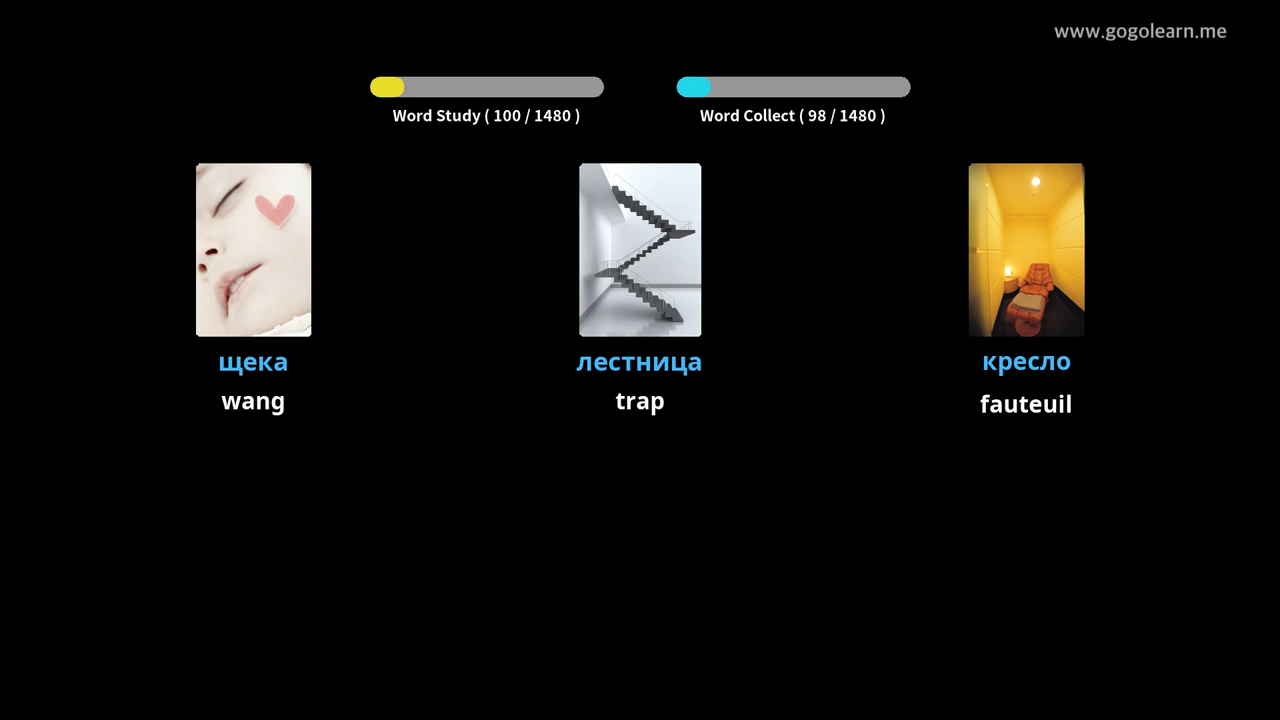 www.gogolearn.me
Word Study ( 100 / 1480 )
Word Collect ( 98 / 1480 )
щека
лестница
кресло
wang
trap
fauteuil